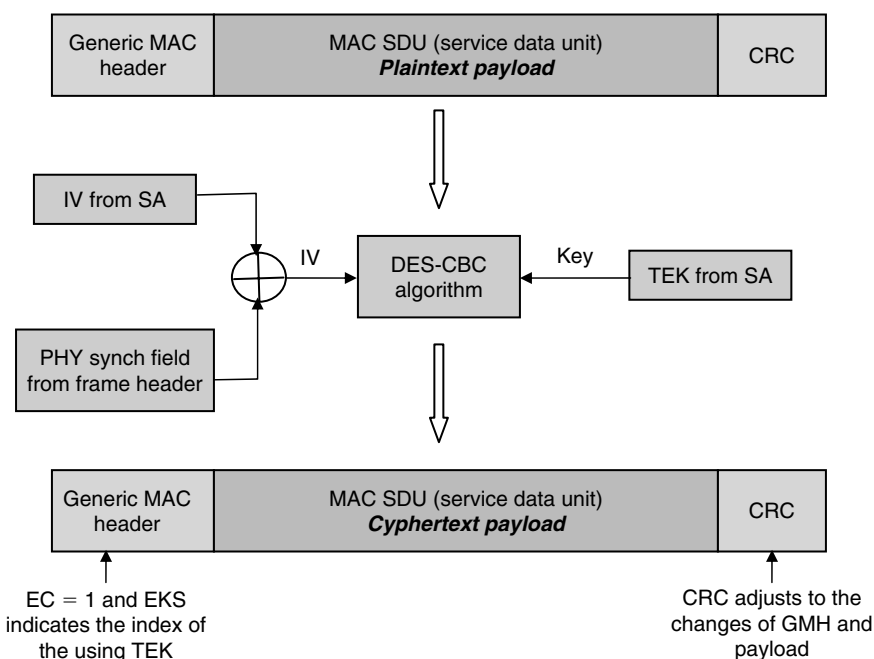 Generic MAC
header
MAC SDU (service data unit)
Plaintext payload
CRC
IV from SA
IV
DES-CBC
algorithm
Key
TEK from SA
PHY synch field
from frame header
Generic MAC
header
MAC SDU (service data unit)
Cyphertext payload
CRC
EC = 1 and EKS
indicates the index of
the using TEK
CRC adjusts to the
changes of GMH and
payload